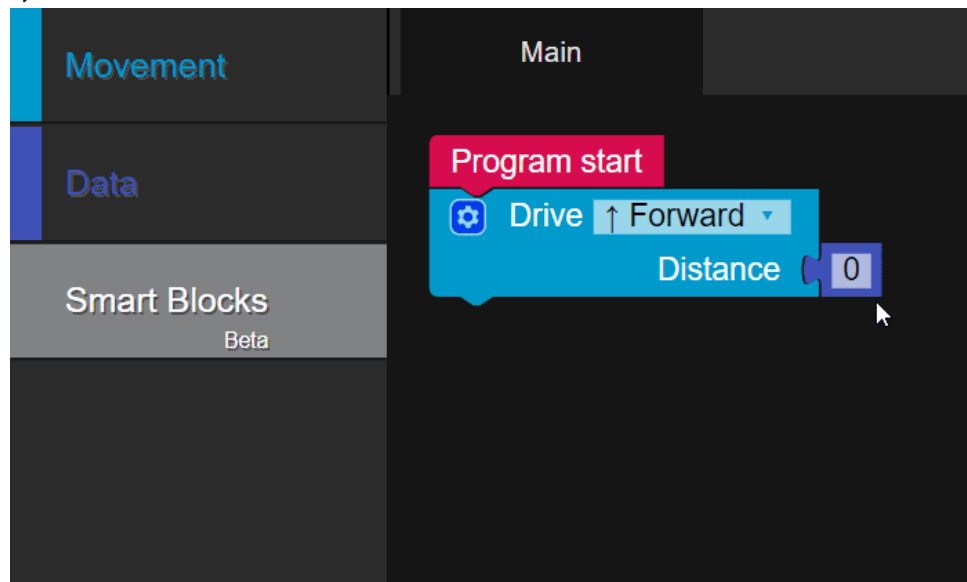 Movement
Data
Smart Blocks
Beta
Main
Program start
Drive ↑ Forward ▾
Distance 0